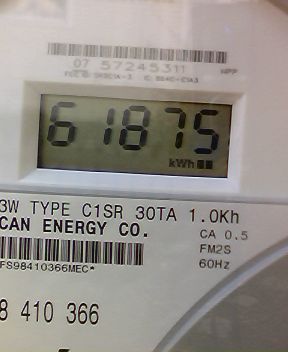 07 57245311
61875
kWh
3W TYPE C1SR 30TA 1.0Kh
CAN ENERGY CO.
CA 0.5
FM2S
60Hz
FS98410366MEC*
8 410 366